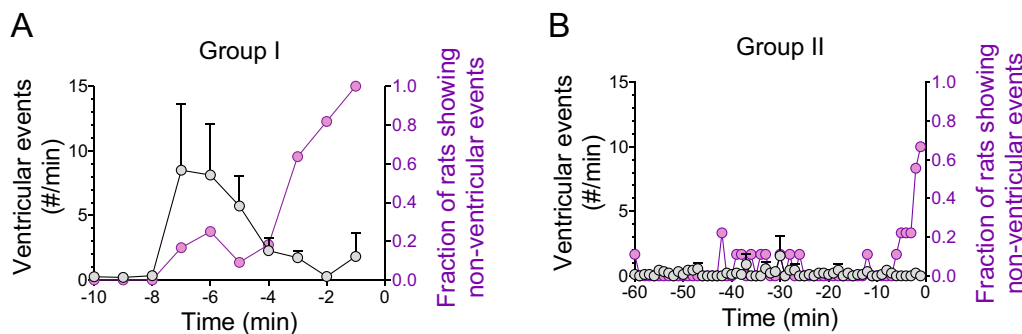 A
Group I
Ventricular events
(#/min)
15
10
5
0
-10
-8
-6
-4
-2
0
Time (min)
1.0
0.8
0.6
0.4
0.2
0.0
Fraction of rats showing
non-ventricular events
B
Group II
Ventricular events
(#/min)
15
10
5
0
-60
-50
-40
-30
-20
-10
0
Time (min)
1.0
0.8
0.6
0.4
0.2
0.0
Fraction of rats showing
non-ventricular events